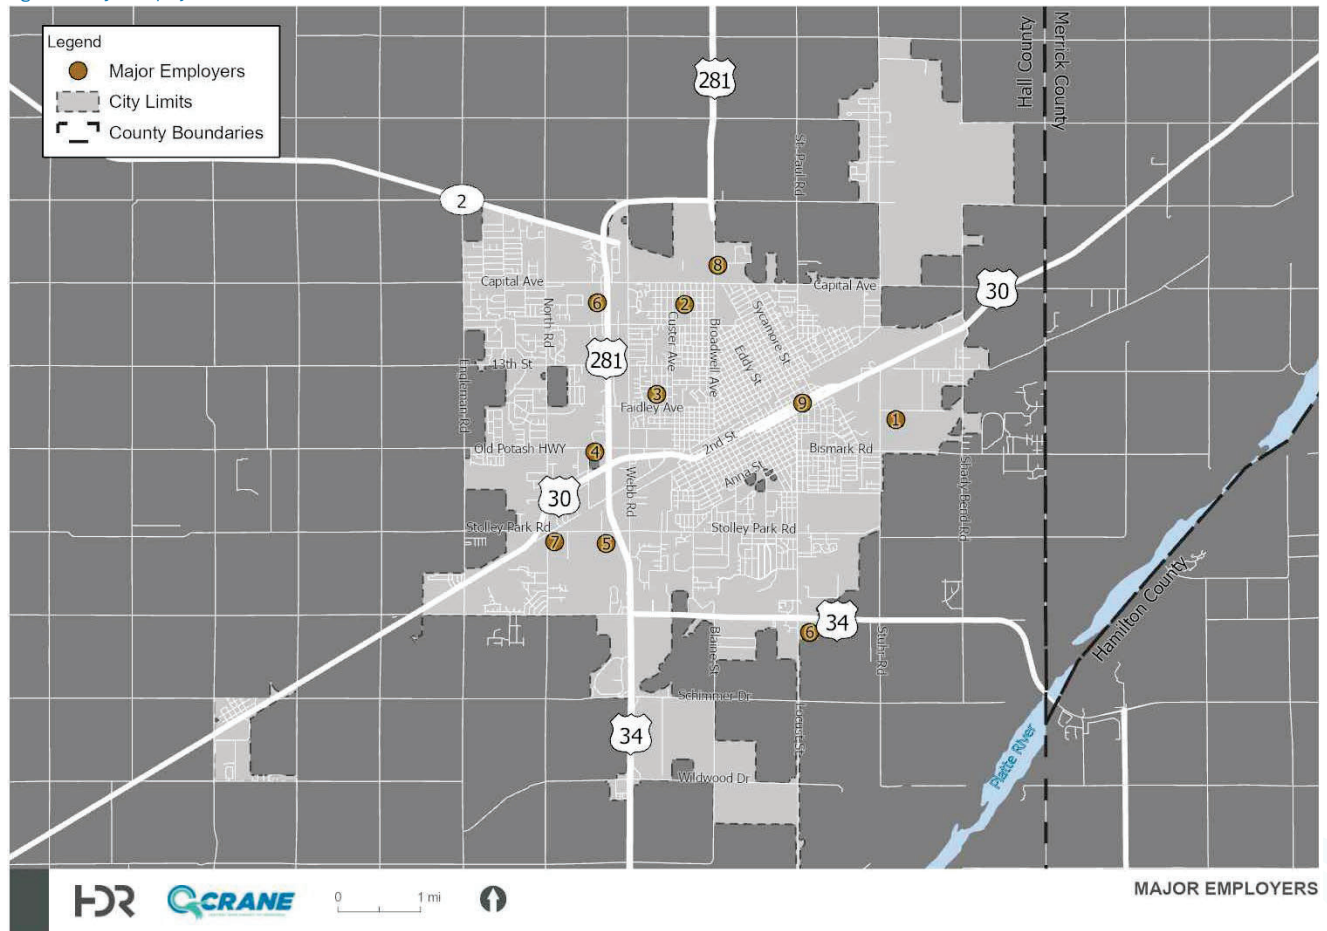 Legend
Major Employers
City Limits
County Boundaries
281
Hall County
Merrick County
St. Paul Rd
2
8
Capital Ave
Capital Ave
30
6
2
North Rd
Custer Ave
Broadwell Ave
Sycamore St
Eddy St
281
13th St
Engleman Rd
3
Faidley Ave
9
1
Old Potash HWY
4
2nd St
Bismark Rd
Anna St
Webb Rd
30
Shady Bend Rd
Stolley Park Rd
Stolley Park Rd
7
5
Hamilton County
6
34
Blaine St
Stuhr Rd
Schimmer Dr
Locust St
34
Platte River
Wildwood Dr
HDR
CRANE
0
1 mi
MAJOR EMPLOYERS